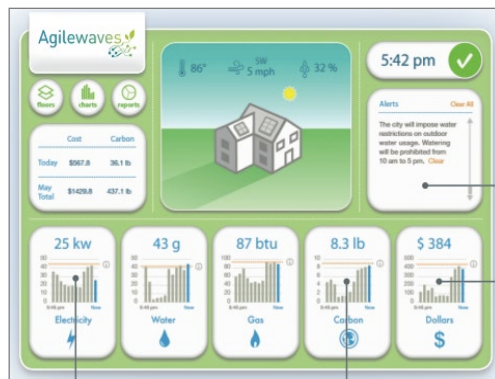 Agilewaves
86°
SW
5 mph
32 %
5:42 pm
floors
charts
reports
Alerts
Clear All
The city will impose water
restrictions on outdoor
water usage. Watering
will be prohibited from
10 am to 5 pm. Clear
Cost
Carbon
Today
$567.8
36.1 lb
May
Total
$1429.8
437.1 lb
25 kw
43 g
87 btu
8.3 lb
$ 384
5:45 pm
Now
Now
Now
Now
Now
Electricity
Water
Gas
Carbon
Dollars
$